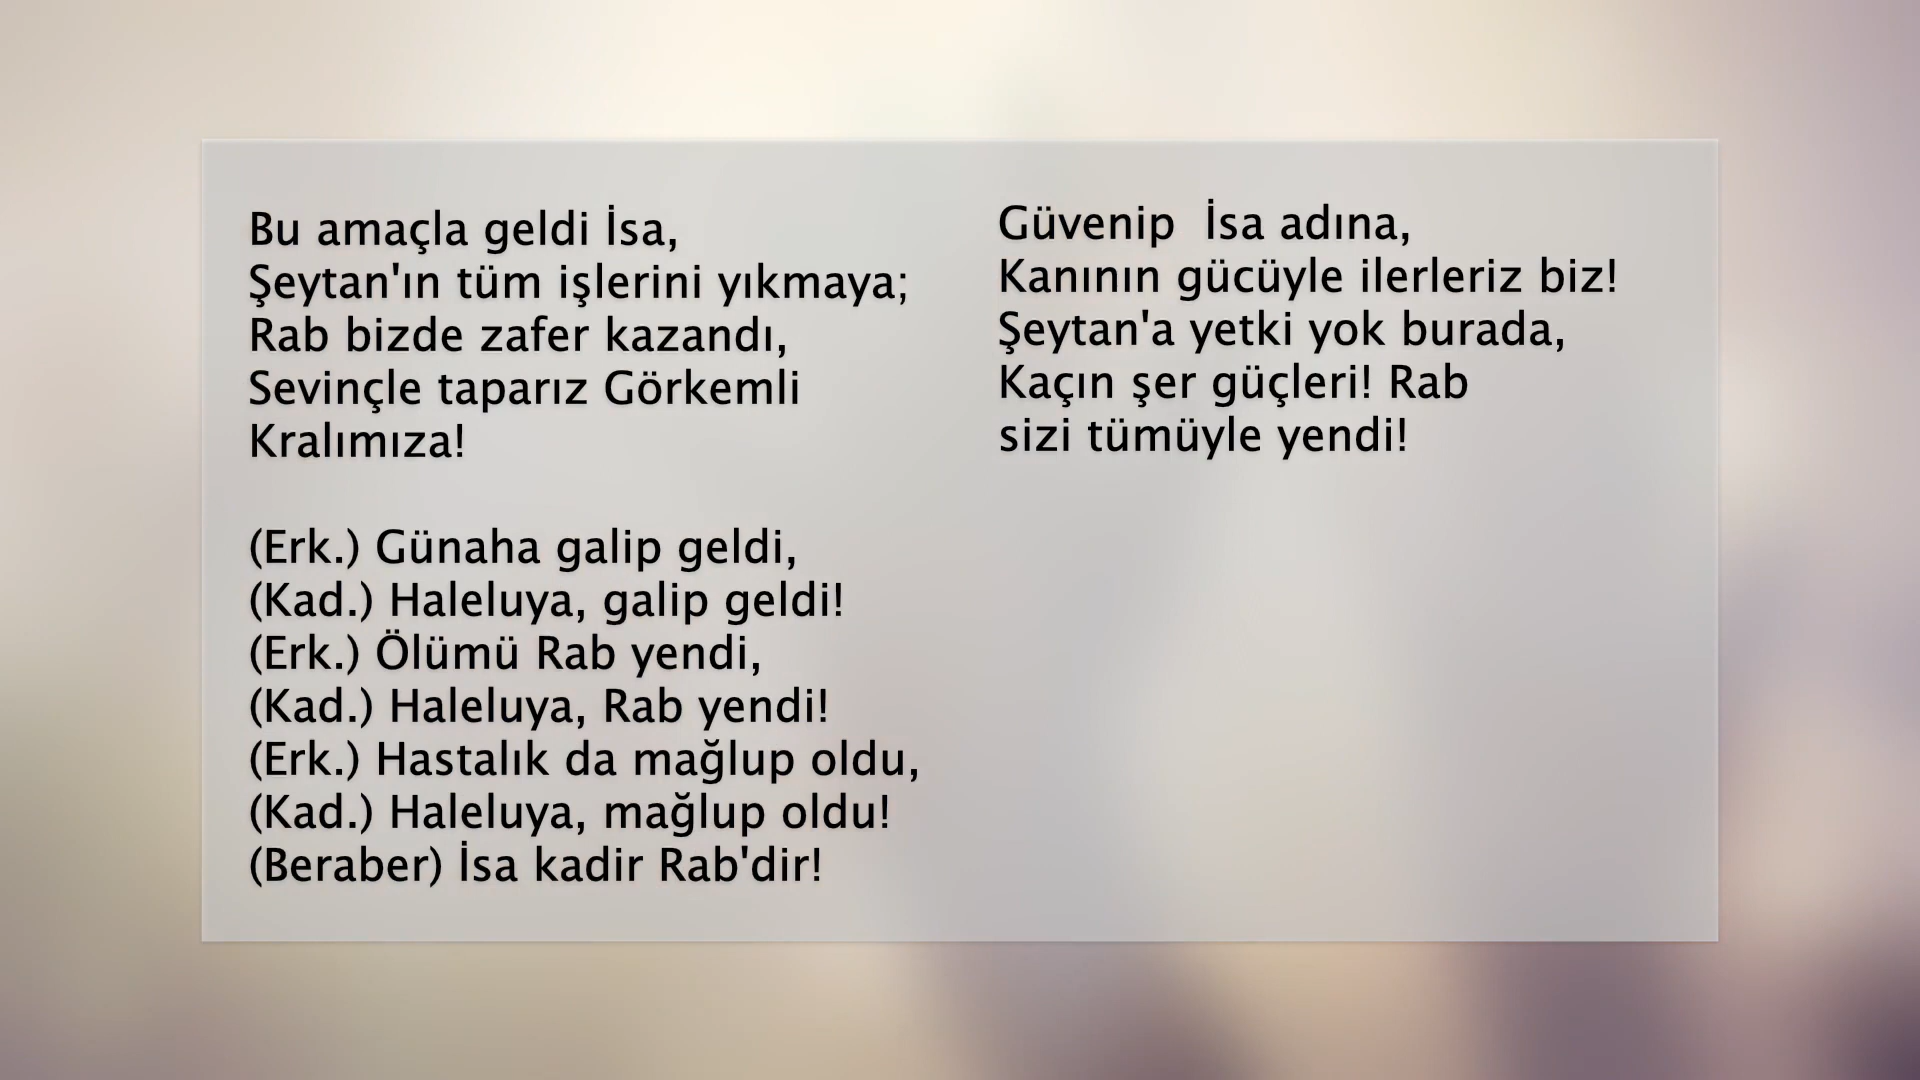 Bu amaçla geldi İsa,
Şeytan'ın tüm işlerini yıkmaya;
Rab bizde zafer kazandı,
Sevinçle taparız Görkemli
Kralımıza!
(Erk.) Günaha galip geldi,
(Kad.) Haleluya, galip geldi!
(Erk.) Ölümü Rab yendi,
(Kad.) Haleluya, Rab yendi!
(Erk.) Hastalık da mağlup oldu,
(Kad.) Haleluya, mağlup oldu!
(Beraber) İsa kadir Rab'dir!
Güvenip  İsa adına,
Kanının gücüyle ilerleriz biz!
Şeytan'a yetki yok burada,
Kaçın şer güçleri! Rab
sizi tümüyle yendi!